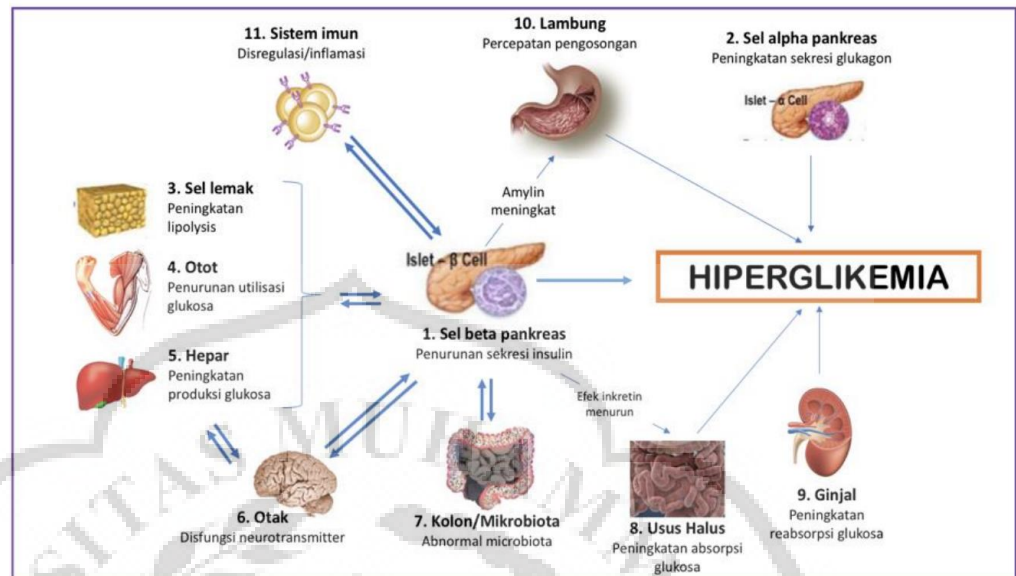 11. Sistem imun
Disregulasi/inflamasi
10. Lambung
Percepatan pengosongan
2. Sel alpha pankreas
Peningkatan sekresi glukagon
Islet – α Cell
3. Sel lemak
Peningkatan
lipolysis
Amylin
meningkat
4. Otot
Penurunan utilisasi
glukosa
Islet – β Cell
HIPERGLIKEMIA
1. Sel beta pankreas
Penurunan sekresi insulin
5. Hepar
Peningkatan
produksi glukosa
Efek inkretin
menurun
6. Otak
Disfungsi neurotransmitter
7. Kolon/Mikrobiota
Abnormal microbiota
8. Usus Halus
Peningkatan absorpsi
glukosa
9. Ginjal
Peningkatan
reabsorpsi glukosa